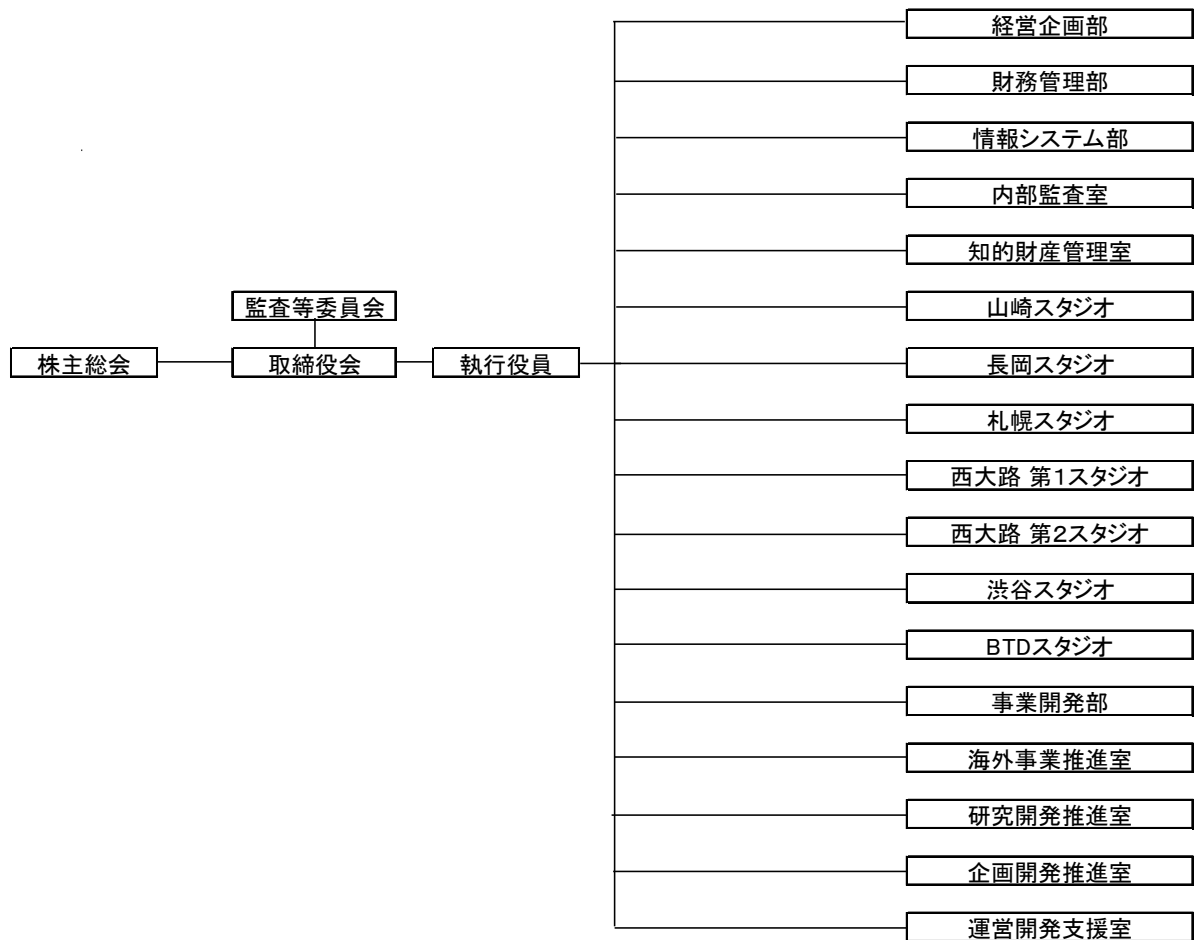 経営企画部
財務管理部
情報システム部
内部監査室
知的財産管理室
山崎スタジオ
監査等委員会
株主総会
取締役会
執行役員
長岡スタジオ
札幌スタジオ
西大路 第1スタジオ
西大路 第2スタジオ
渋谷スタジオ
BTDスタジオ
事業開発部
海外事業推進室
研究開発推進室
企画開発推進室
運営開発支援室